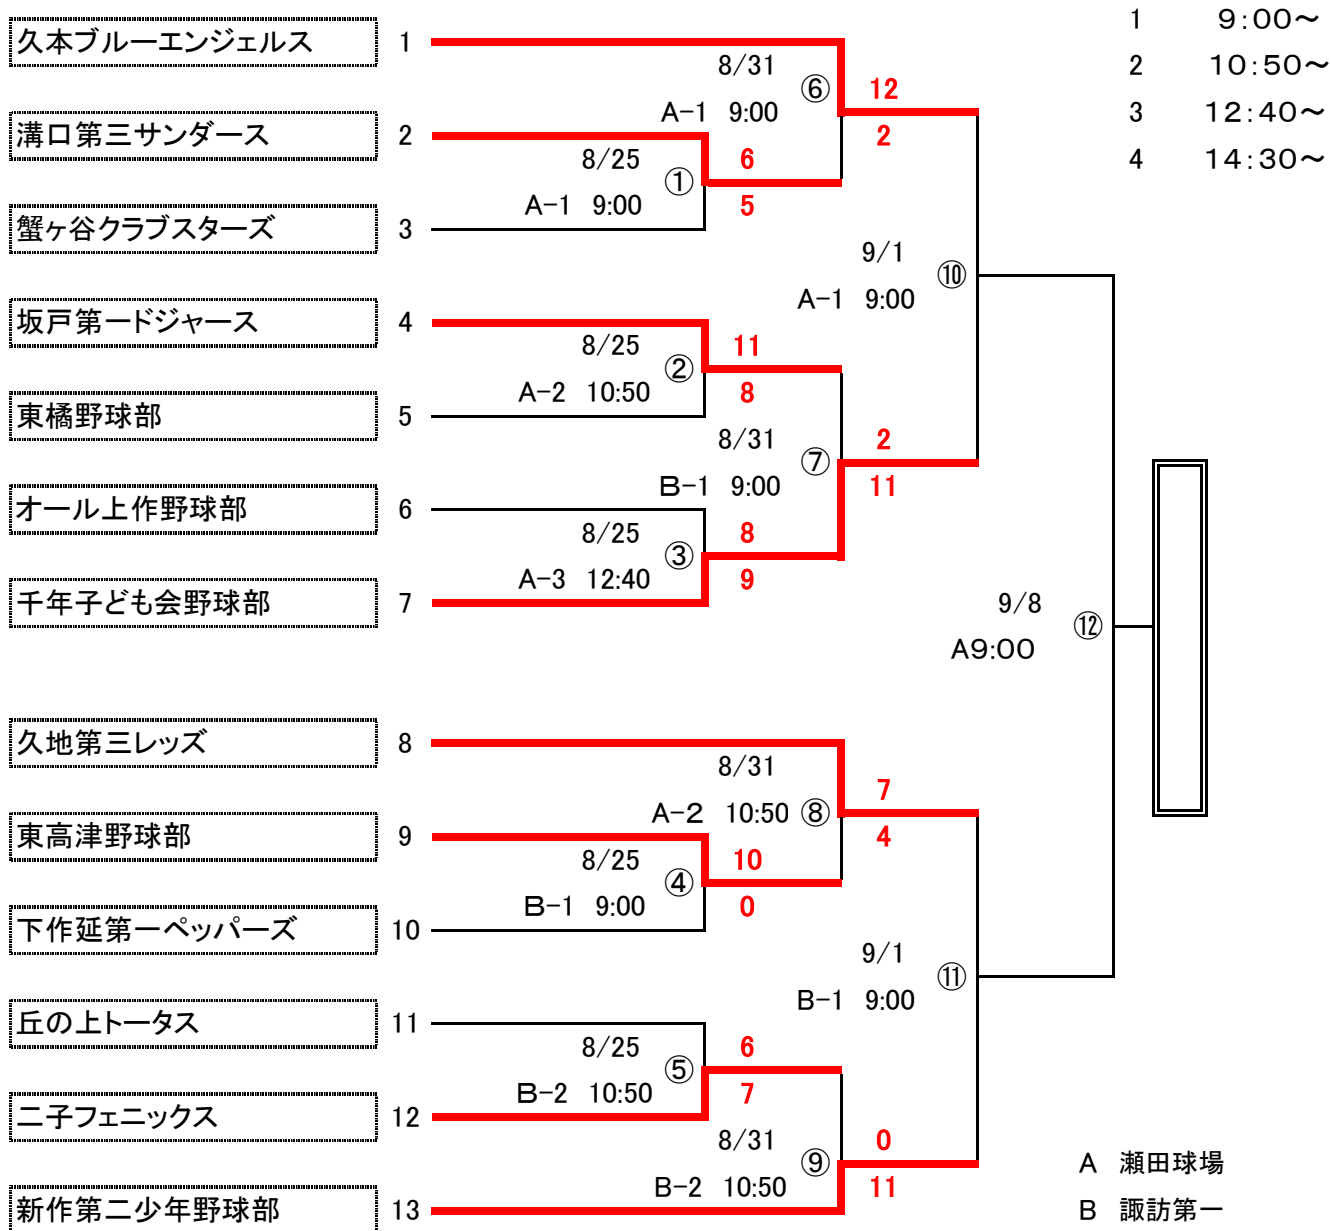 久本ブルーエンジェルス 1
8/31 ⑥ 12
A-1 9:00
溝口第三サンダース 2
2
8/25 ① 6
A-1 9:00 5
蟹ヶ谷クラブスターズ 3
9/1 ⑩
A-1 9:00
坂戸第一ドジャース 4
8/25 ② 11
A-2 10:50 8
東橘野球部 5
8/31 ⑦ 2
B-1 9:00 11
オール上作野球部 6
8/25 ③ 8
A-3 12:40 9
千年子ども会野球部 7
9/8 ⑫
A9:00
久地第三レッズ 8
8/31 7
A-2 10:50 ⑧
東高津野球部 9
4
8/25 ④ 10
B-1 9:00 0
下作延第一ペッパーズ 10
9/1 ⑪
B-1 9:00
丘の上トータス 11
8/25 ⑤ 6
B-2 10:50 7
二子フェニックス 12
8/31 ⑨ 0
B-2 10:50 11
新作第二少年野球部 13
1 9:00~
2 10:50~
3 12:40~
4 14:30~
A 瀬田球場
B 諏訪第一